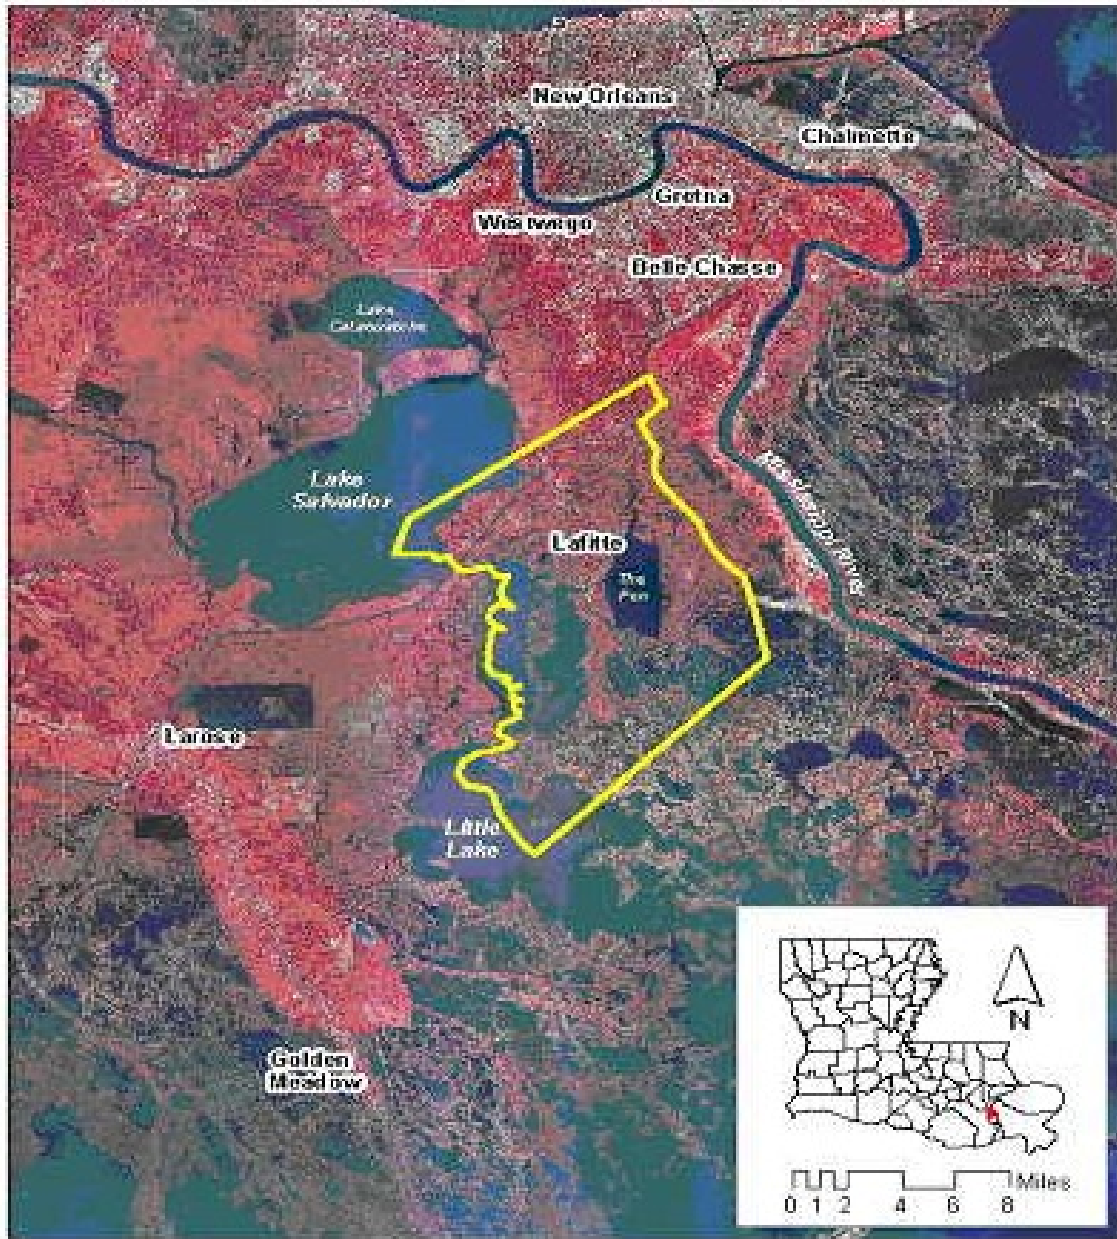 New Orleans
Chalmette
Gretna
Westwego
Belle Chasse
Lake
Cataouatche
Lake
Salvador
Mississippi River
Lafitte
The
Pen
Larose
Little
Lake
Golden
Meadow
N
Miles
0 1 2 4 6 8